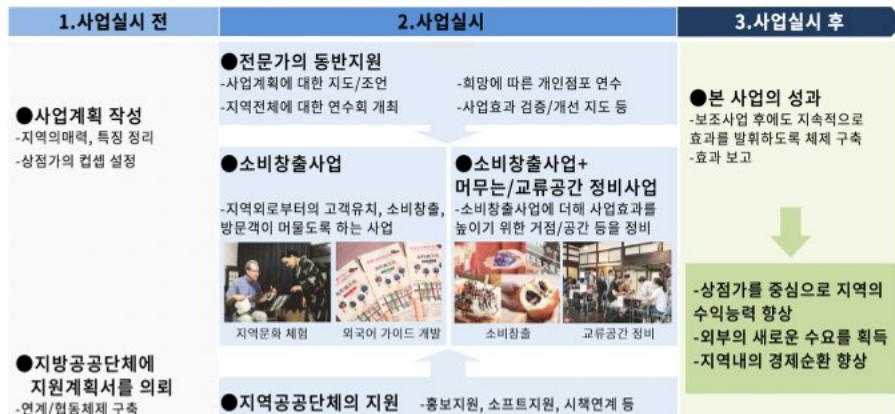 1.사업실시 전
●사업계획 작성
-지역의매력, 특징 정리
-상점가의 컵셉 설정
●지방공공단체에
지원계획서를 의뢰
-연계/협동체제 구축
2.사업실시
●전문가의 동반지원
-사업계획에 대한 지도/조언
-지역전체에 대한 연수회 개최
-희망에 따른 개인점포 연수
-사업효과 검증/개선 지도 등
●소비창출사업
-지역외로부터의 고객유치, 소비창출,
방문객이 머물도록 하는 사업
지역문화 체험
외국어 가이드 개발
●소비창출사업+
머무는/교류공간 정비사업
-소비창출사업에 더해 사업효과를
높이기 위한 거점/공간 등을 정비
소비창출
교류공간 정비
●지역공공단체의 지원
-홍보지원, 소프트지원, 시책연계 등
3.사업실시 후
●본 사업의 성과
-보조사업 후에도 지속적으로
효과를 발휘하도록 체제 구축
-효과 보고
-상점가를 중심으로 지역의
수익능력 향상
-외부의 새로운 수요를 획득
-지역내의 경제순환 향상